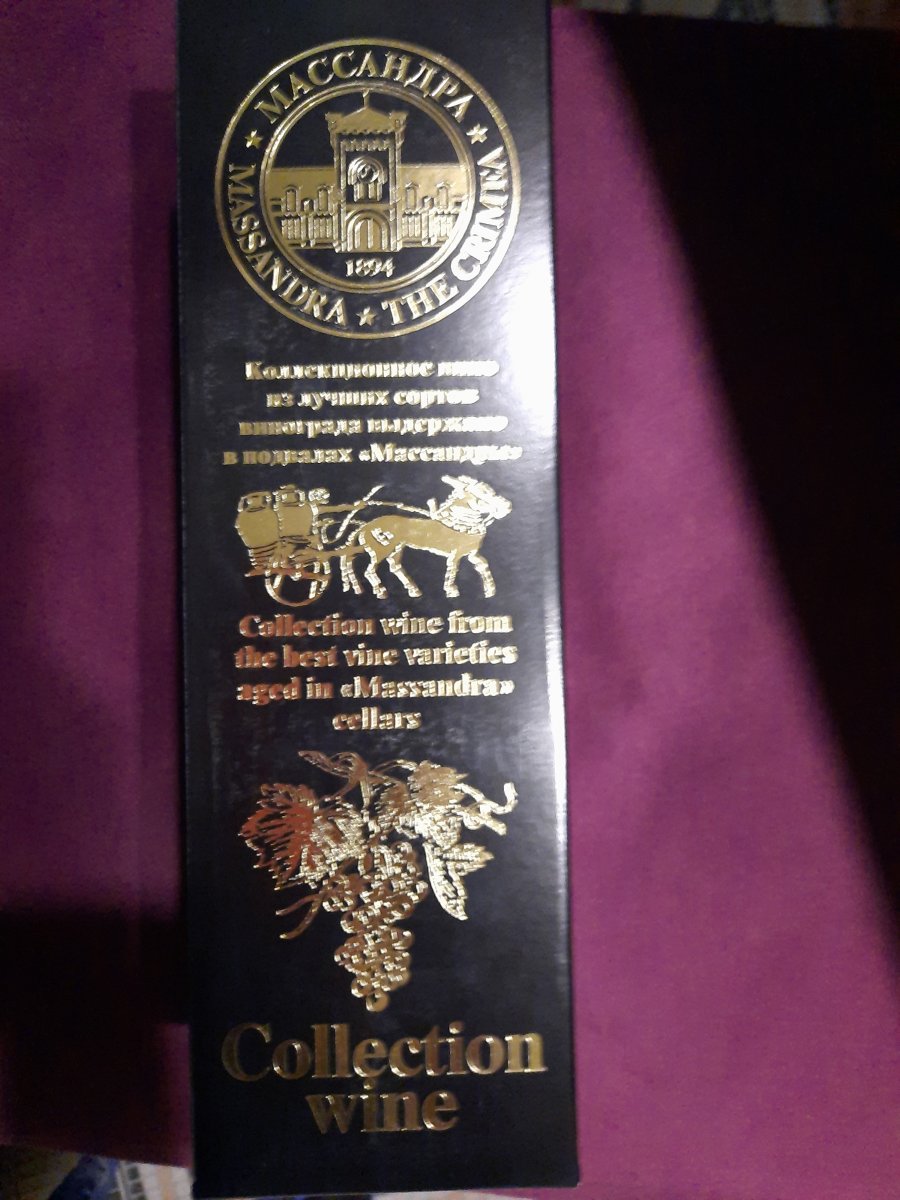 МАССАНДРА
MASSANDRA ★ THE CRIMEA
1894
Коллекционное вино
из лучших сортов
винограда выдержано
в подвалах «Массандры»
Collection wine from
the best vine varieties
aged in «Massandra»
cellars
Collection
wine